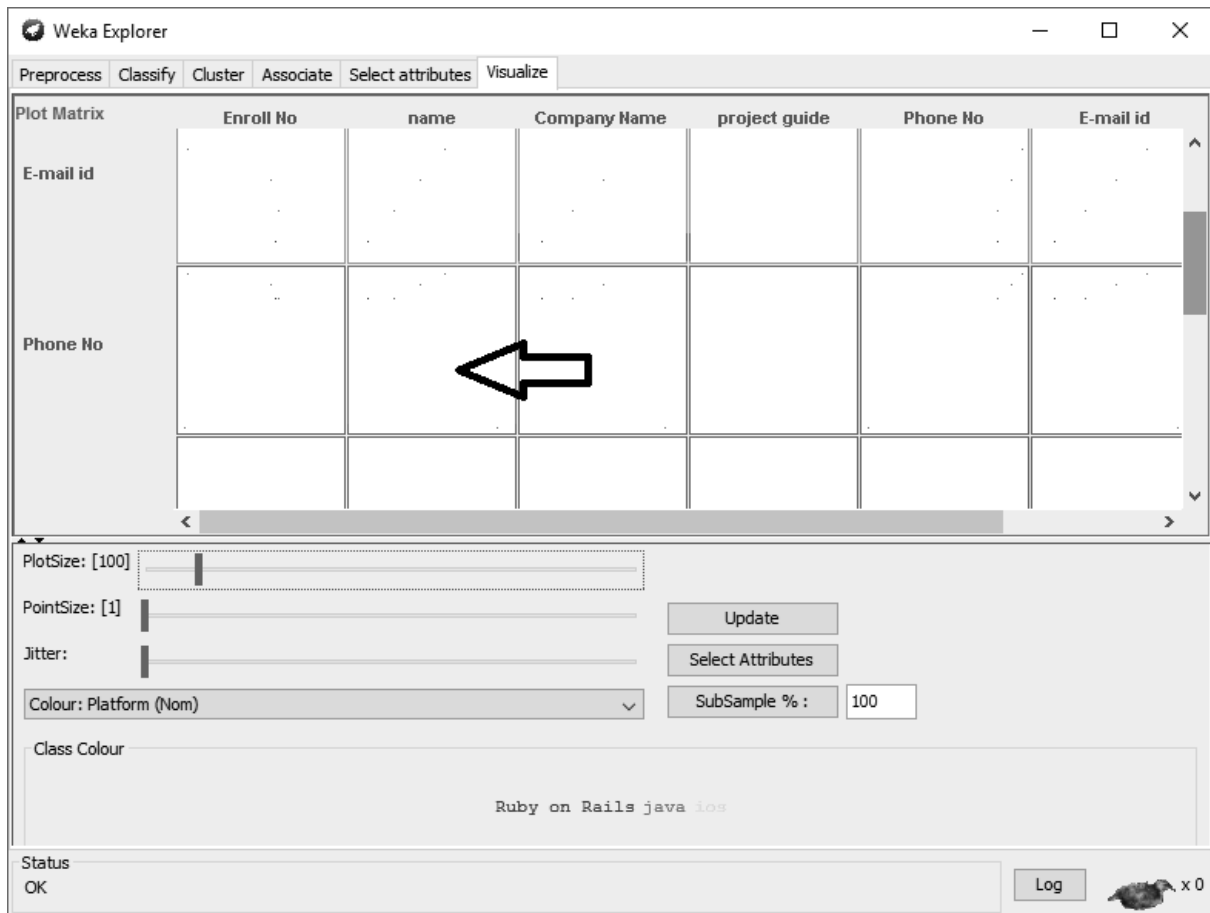 Weka Explorer
Preprocess Classify Cluster Associate Select attributes Visualize
Plot Matrix Enroll No name Company Name project guide Phone No E-mail id
E-mail id
Phone No
PlotSize: [100]
PointSize: [1]
Update
Jitter:
Select Attributes
Colour: Platform (Nom)
SubSample % : 100
Class Colour
Ruby on Rails java ios
Status
OK
Log
x 0